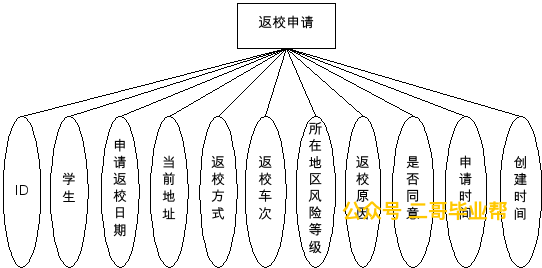 返校申请
ID
学生
申请返校日期
当前地址
返校方式
返校车次
所在地区风险等级
返校原因
是否同意
申请时间
创建时间
公众号 二哥毕业帮